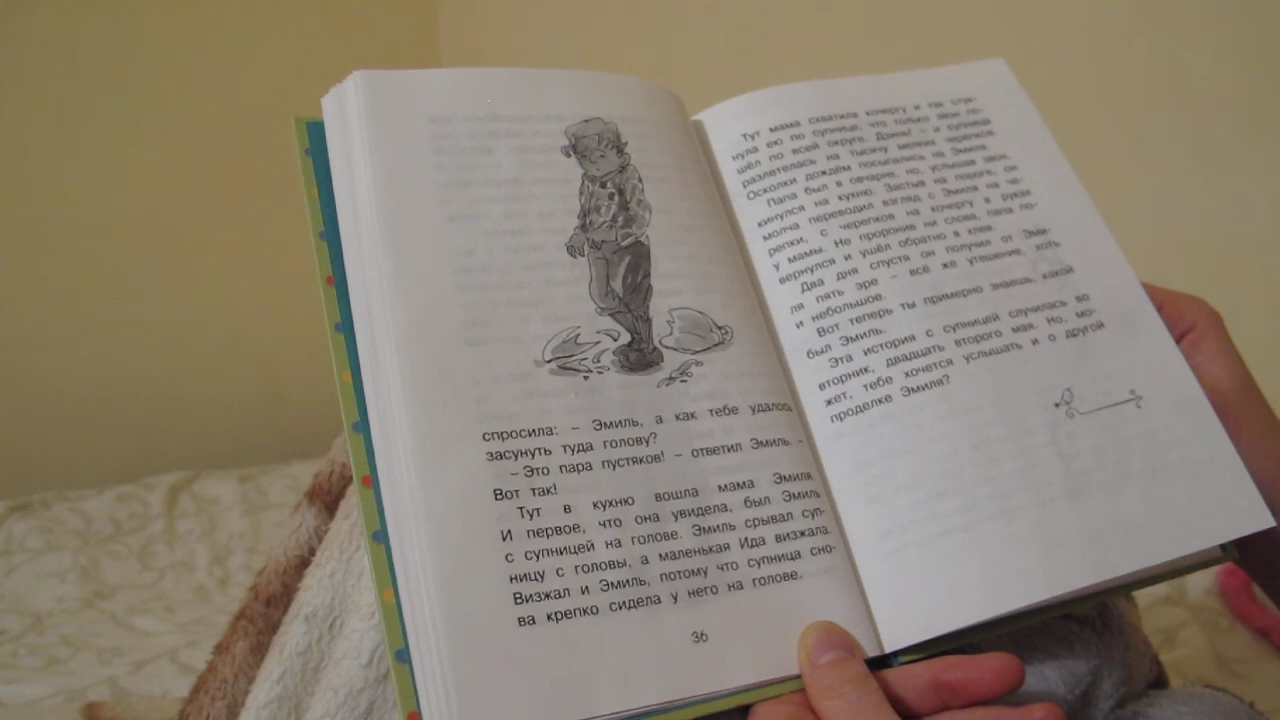 спросила: – Эмиль, а как тебе удалось
засунуть туда голову?
– Это пара пустяков! – ответил Эмиль. –
Вот так!
Тут в кухню вошла мама Эмиля.
И первое, что она увидела, был Эмиль
с супницей на голове. Эмиль срывал суп-
ницу с головы, а маленькая Ида визжала.
Визжал и Эмиль, потому что супница сно-
ва крепко сидела у него на голове.
36
Тут мама схватила кочергу и так стук-
нула ею по супнице, что только звон по-
шёл по всей округе. Дзинь! – и супница
разлетелась на тысячу мелких черепков.
Осколки дождём посыпались на Эмиля.
Папа был в овчарне, но, услышав звон,
кинулся на кухню. Застыв на пороге, он
молча переводил взгляд с Эмиля на че-
репки, с черепков на кочергу в руках
у мамы. Не проронив ни слова, папа по-
вернулся и ушёл обратно в хлев.
Два дня спустя он получил от Эми-
ля пять эре – всё же утешение, хоть
и небольшое.
Вот теперь ты примерно знаешь, какой
был Эмиль.
Эта история с супницей случилась во
вторник, двадцать второго мая. Но, мо-
жет, тебе хочется услышать и о другой
проделке Эмиля?